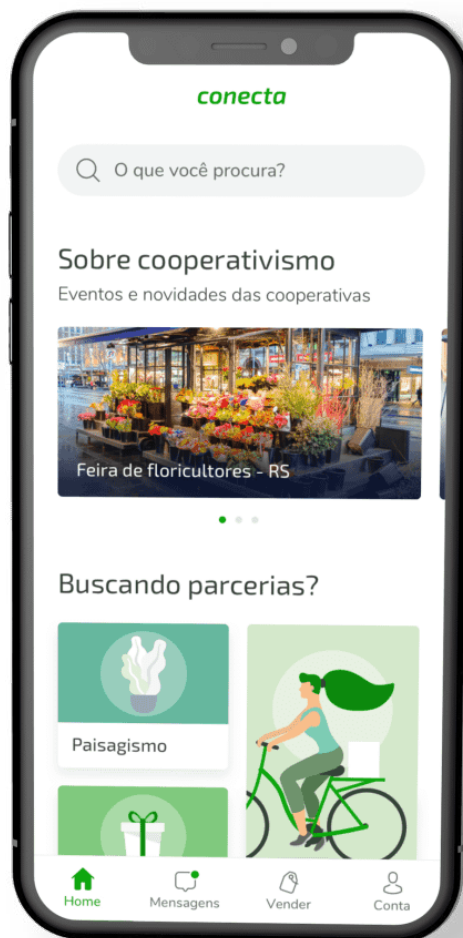 conecta
O que você procura?
Sobre cooperativismo
Eventos e novidades das cooperativas
Feira de floricultores - RS
Buscando parcerias?
Paisagismo
Home
Mensagens
Vender
Conta